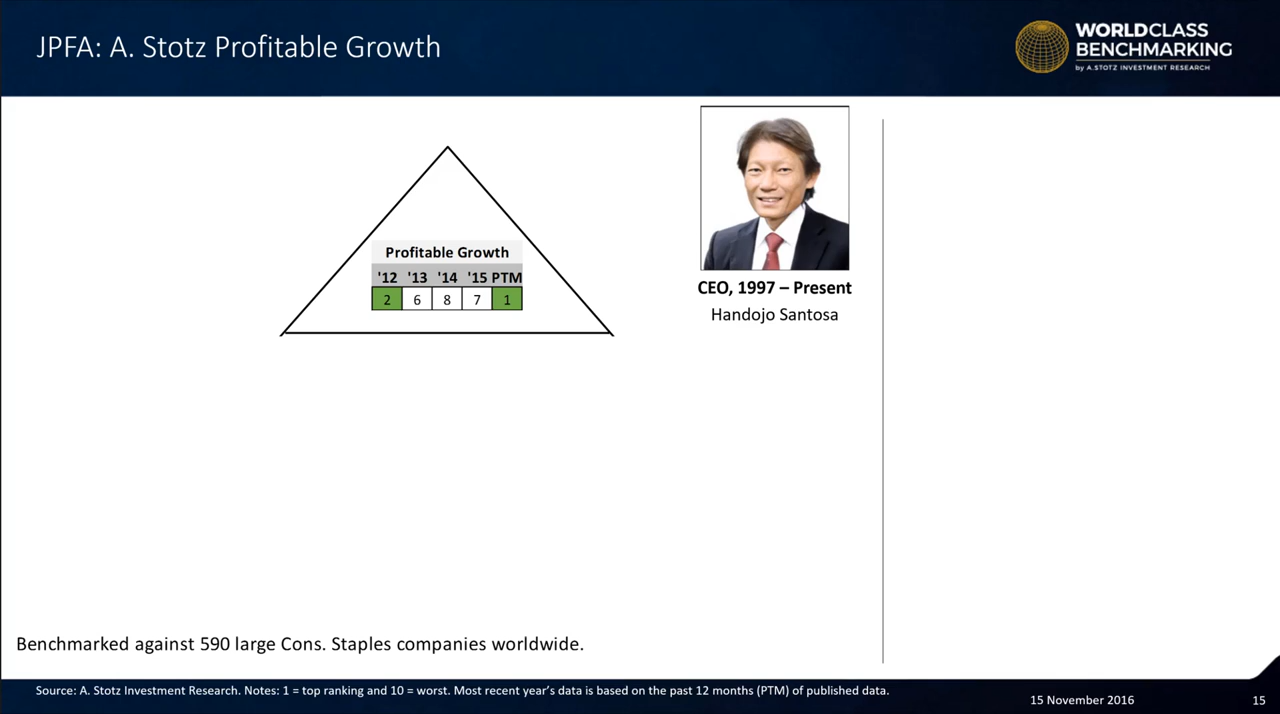 JPFA: A. Stotz Profitable Growth
WORLDCLASS
BENCHMARKING
by A.STOTZ INVESTMENT RESEARCH
Profitable Growth
'12 '13 '14 '15 PTM
2 6 8 7 1
CEO, 1997 – Present
Handojo Santosa
Benchmarked against 590 large Cons. Staples companies worldwide.
Source: A. Stotz Investment Research. Notes: 1 = top ranking and 10 = worst. Most recent year's data is based on the past 12 months (PTM) of published data.
15 November 2016
15